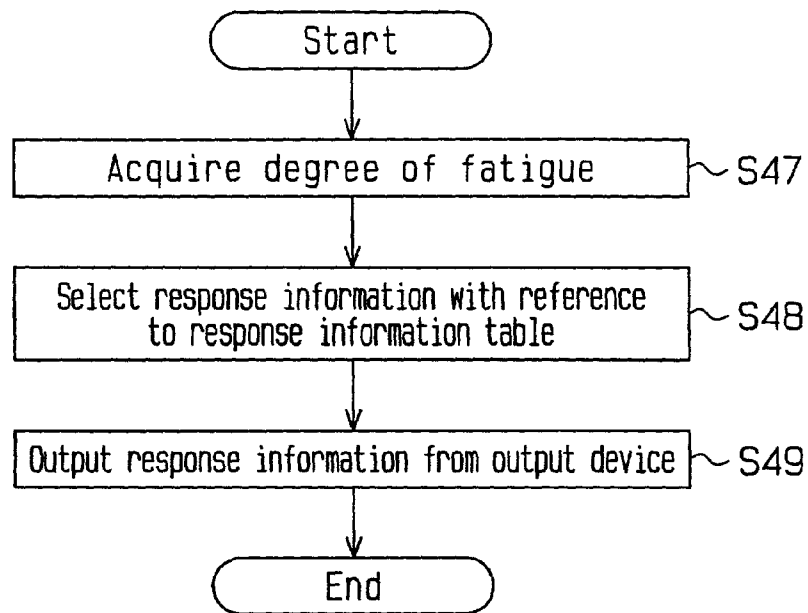 Start
Acquire degree of fatigue
S47
Select response information with reference
to response information table
S48
Output response information from output device
S49
End